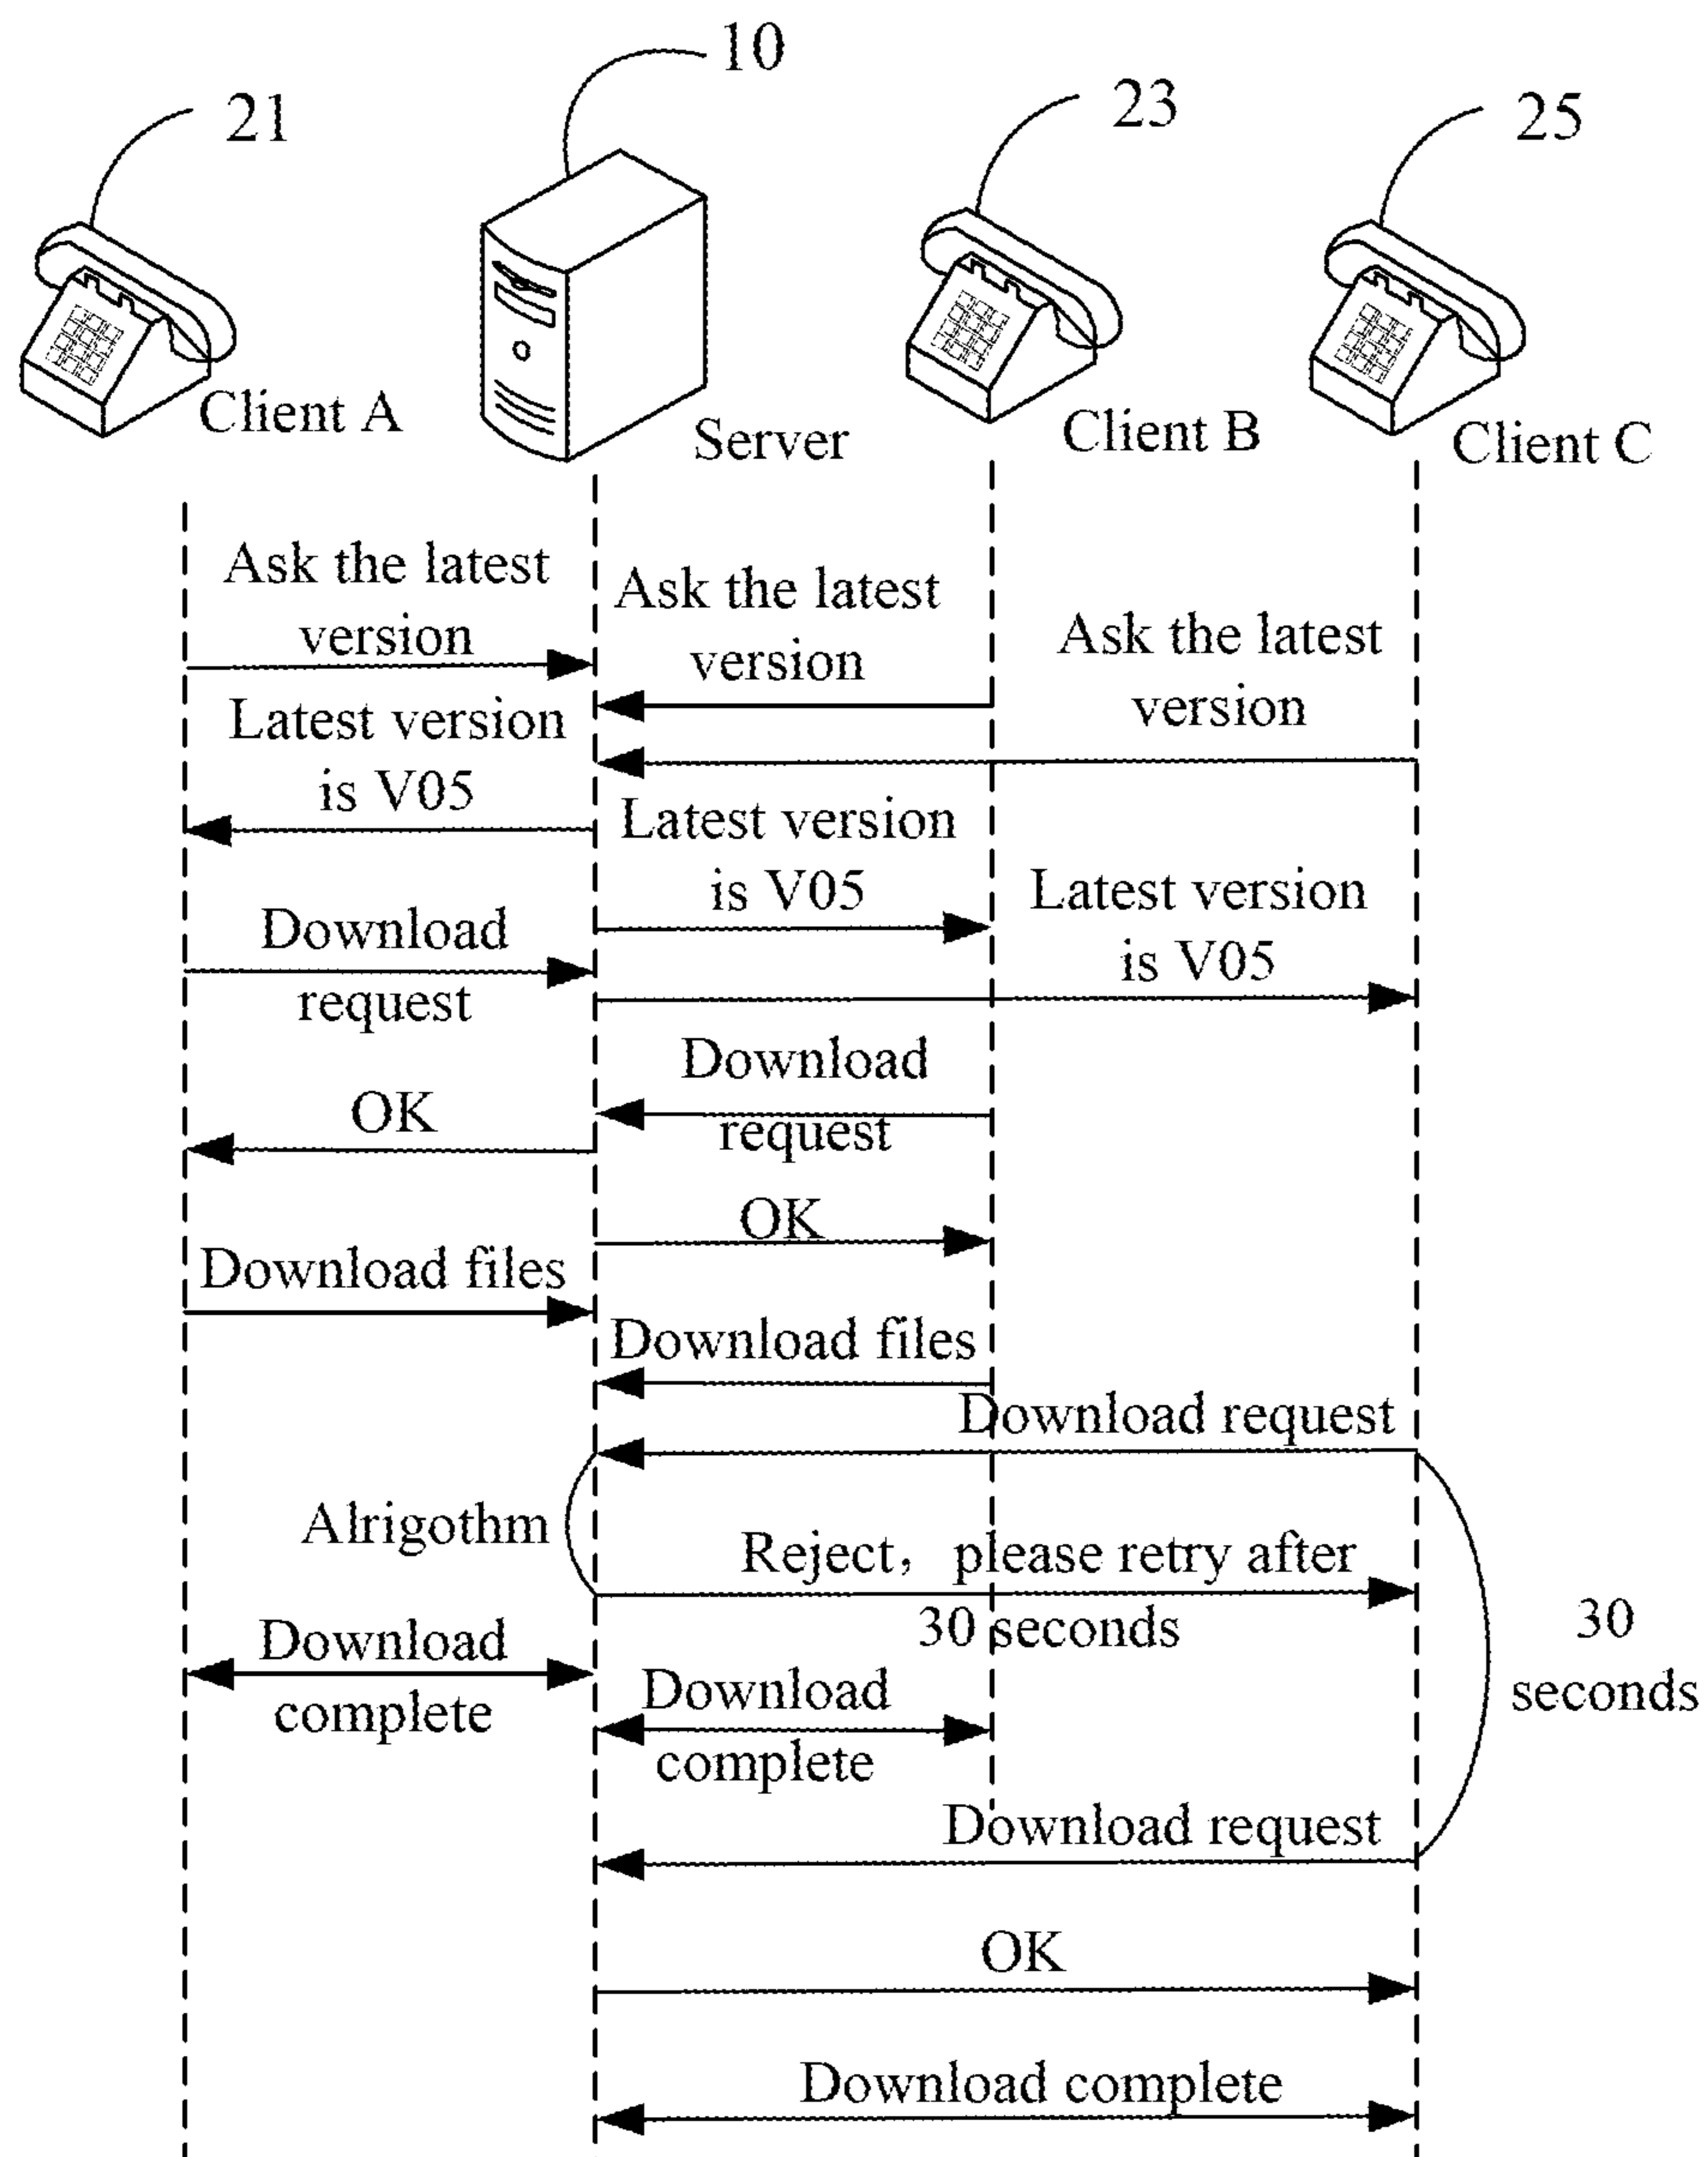 10
21
23
25
Client A
Server
Client B
Client C
Ask the latest
version
Ask the latest
version
Ask the latest
version
Latest version
is V05
Latest version
is V05
Latest version
is V05
Download
request
Download
request
OK
OK
Download files
Download files
Download request
Alrigothm
Reject, please retry after
30 seconds
30
seconds
Download
complete
Download
complete
Download request
OK
Download complete